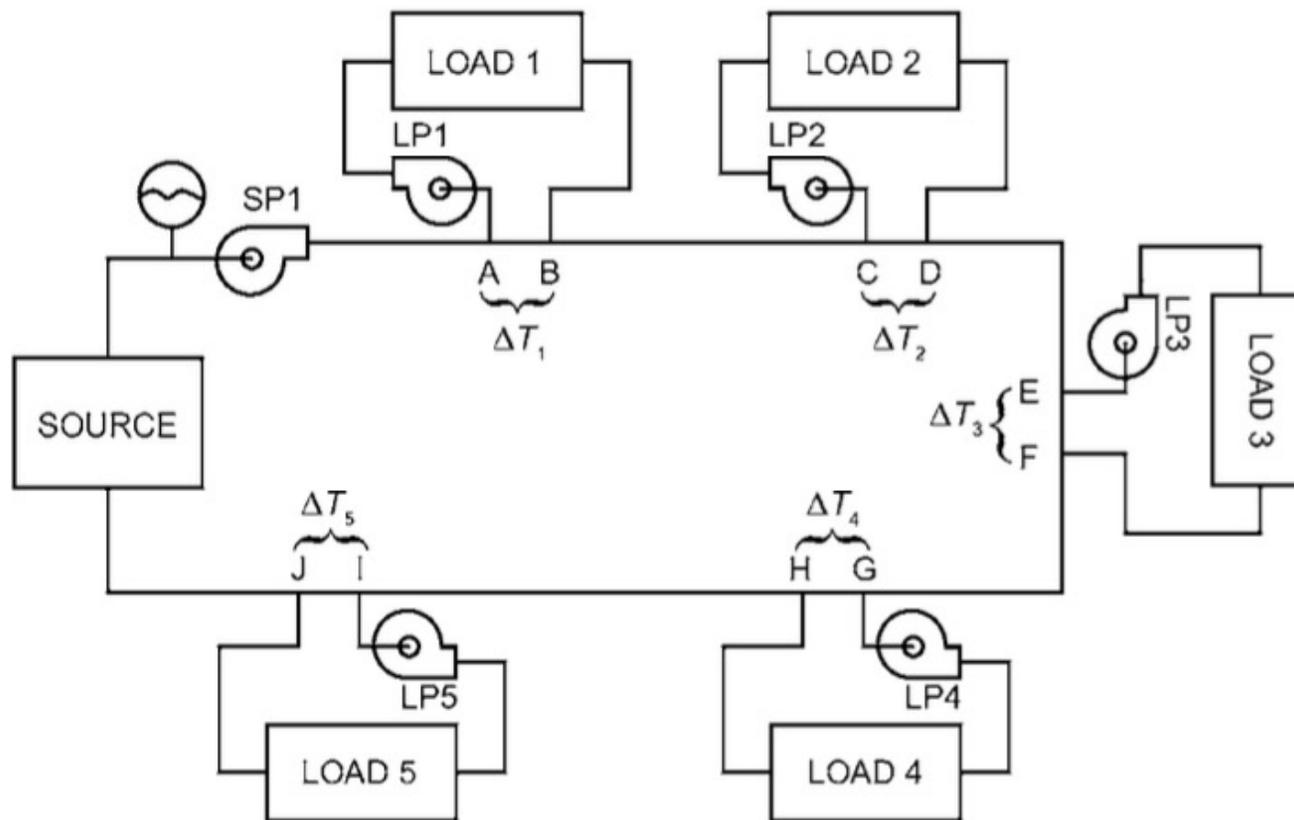 LOAD 1
LOAD 2
LP1
LP2
SP1
A B
C D
ΔT₁
ΔT₂
LP3
LOAD 3
E
ΔT₃
F
SOURCE
ΔT₅
ΔT₄
J I
H G
LP5
LP4
LOAD 5
LOAD 4